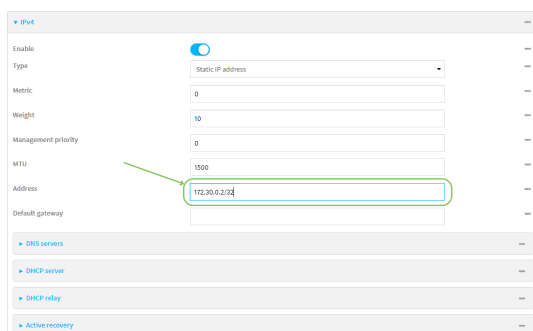 ▾ IPv4
Enable
Type Static IP address
Metric 0
Weight 10
Management priority 0
MTU 1500
Address 172.30.0.2/32
Default gateway
▸ DNS servers
▸ DHCP server
▸ DHCP relay
▸ Active recovery